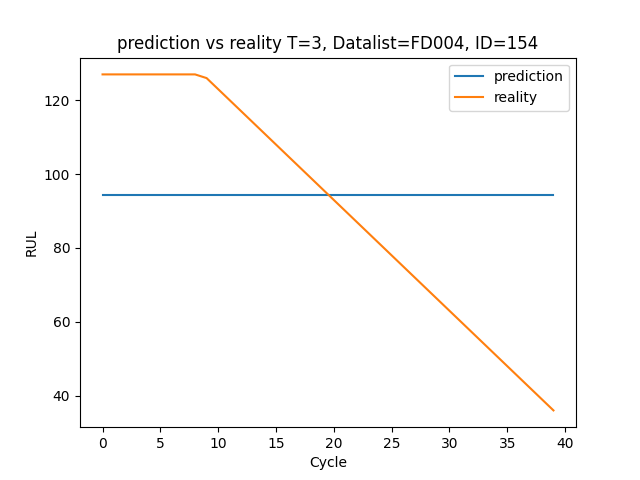 prediction vs reality T=3, Datalist=FD004, ID=154
prediction
reality
RUL
120
100
80
60
40
0 5 10 15 20 25 30 35 40
Cycle